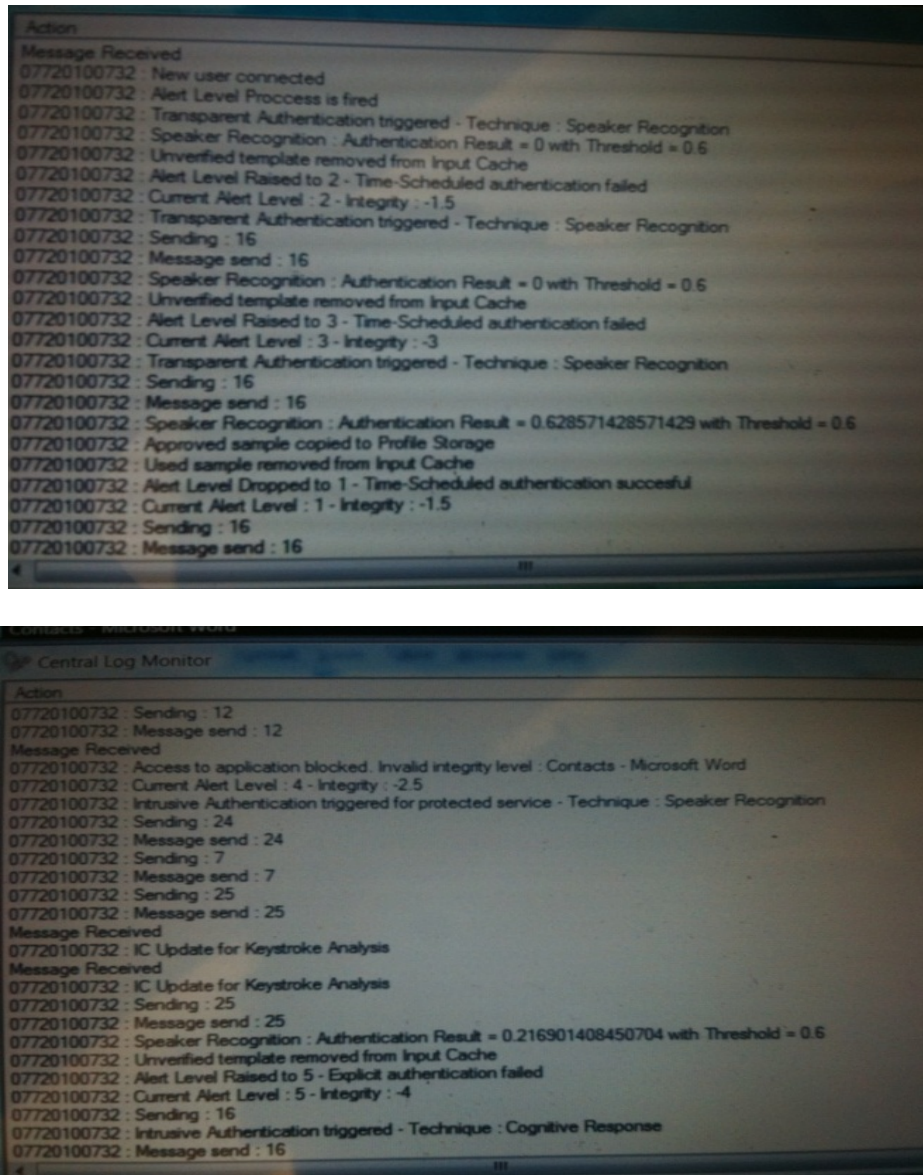 Action
Message Received
07720100732 : New user connected
07720100732 : Alert Level Proccess is fired
07720100732 : Transparent Authentication triggered - Technique : Speaker Recognition
07720100732 : Speaker Recognition : Authentication Result = 0 with Threshold = 0.6
07720100732 : Unverified template removed from Input Cache
07720100732 : Alert Level Raised to 2 - Time-Scheduled authentication failed
07720100732 : Current Alert Level : 2 - Integrity : -1.5
07720100732 : Transparent Authentication triggered - Technique : Speaker Recognition
07720100732 : Sending : 16
07720100732 : Message send : 16
07720100732 : Speaker Recognition : Authentication Result = 0 with Threshold = 0.6
07720100732 : Unverified template removed from Input Cache
07720100732 : Alert Level Raised to 3 - Time-Scheduled authentication failed
07720100732 : Current Alert Level : 3 - Integrity : -3
07720100732 : Transparent Authentication triggered - Technique : Speaker Recognition
07720100732 : Sending : 16
07720100732 : Message send : 16
07720100732 : Speaker Recognition : Authentication Result = 0.628571428571429 with Threshold = 0.6
07720100732 : Approved sample copied to Profile Storage
07720100732 : Used sample removed from Input Cache
07720100732 : Alert Level Dropped to 1 - Time-Scheduled authentication succesful
07720100732 : Current Alert Level : 1 - Integrity : -1.5
07720100732 : Sending : 16
07720100732 : Message send : 16
Contacts - Microsoft Word
Central Log Monitor
Action
07720100732 : Sending : 12
07720100732 : Message send : 12
Message Received
07720100732 : Access to application blocked. Invalid integrity level : Contacts - Microsoft Word
07720100732 : Current Alert Level : 4 - Integrity : -2.5
07720100732 : Intrusive Authentication triggered for protected service - Technique : Speaker Recognition
07720100732 : Sending : 24
07720100732 : Message send : 24
07720100732 : Sending : 7
07720100732 : Message send : 7
07720100732 : Sending : 25
07720100732 : Message send : 25
Message Received
07720100732 : IC Update for Keystroke Analysis
Message Received
07720100732 : IC Update for Keystroke Analysis
07720100732 : Sending : 25
07720100732 : Message send : 25
07720100732 : Speaker Recognition : Authentication Result = 0.216901408450704 with Threshold = 0.6
07720100732 : Unverified template removed from Input Cache
07720100732 : Alert Level Raised to 5 - Explicit authentication failed
07720100732 : Current Alert Level : 5 - Integrity : -4
07720100732 : Sending : 16
07720100732 : Intrusive Authentication triggered - Technique : Cognitive Response
07720100732 : Message send : 16